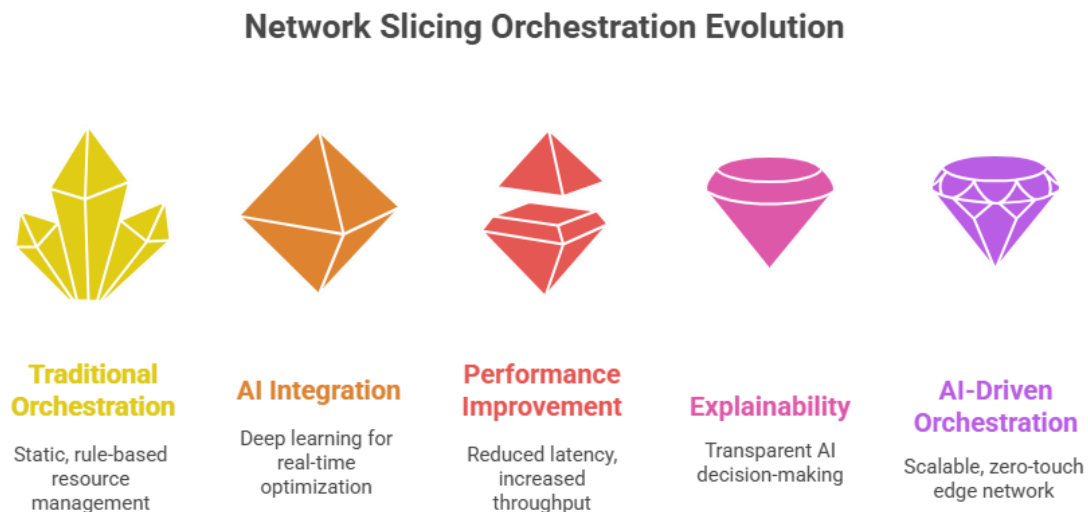 Network Slicing Orchestration Evolution
Traditional
Orchestration
Static, rule-based
resource
management
AI Integration
Deep learning for
real-time
optimization
Performance
Improvement
Reduced latency,
increased
throughput
Explainability
Transparent AI
decision-making
AI-Driven
Orchestration
Scalable, zero-touch
edge network